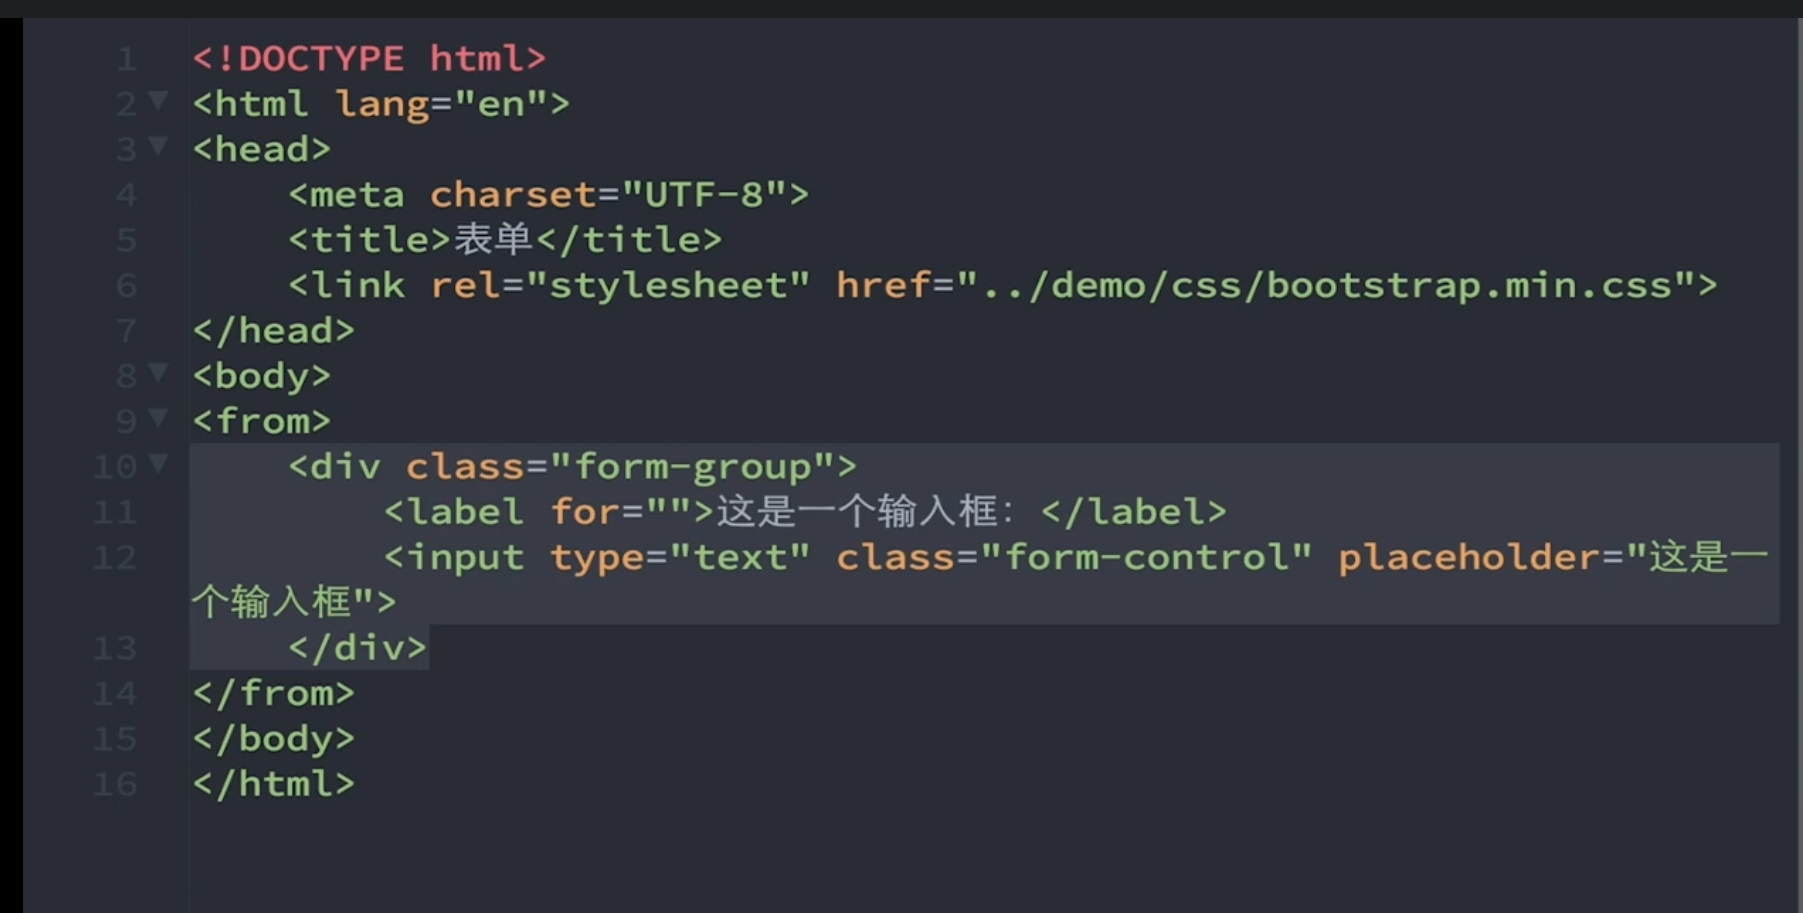 1 <!DOCTYPE html>
2 <html lang="en">
3 <head>
4 <meta charset="UTF-8">
5 <title>表单</title>
6 <link rel="stylesheet" href="../demo/css/bootstrap.min.css">
7 </head>
8 <body>
9 <from>
10 <div class="form-group">
11 <label for="">这是一个输入框：</label>
12 <input type="text" class="form-control" placeholder="这是一
个输入框">
13 </div>
14 </from>
15 </body>
16 </html>